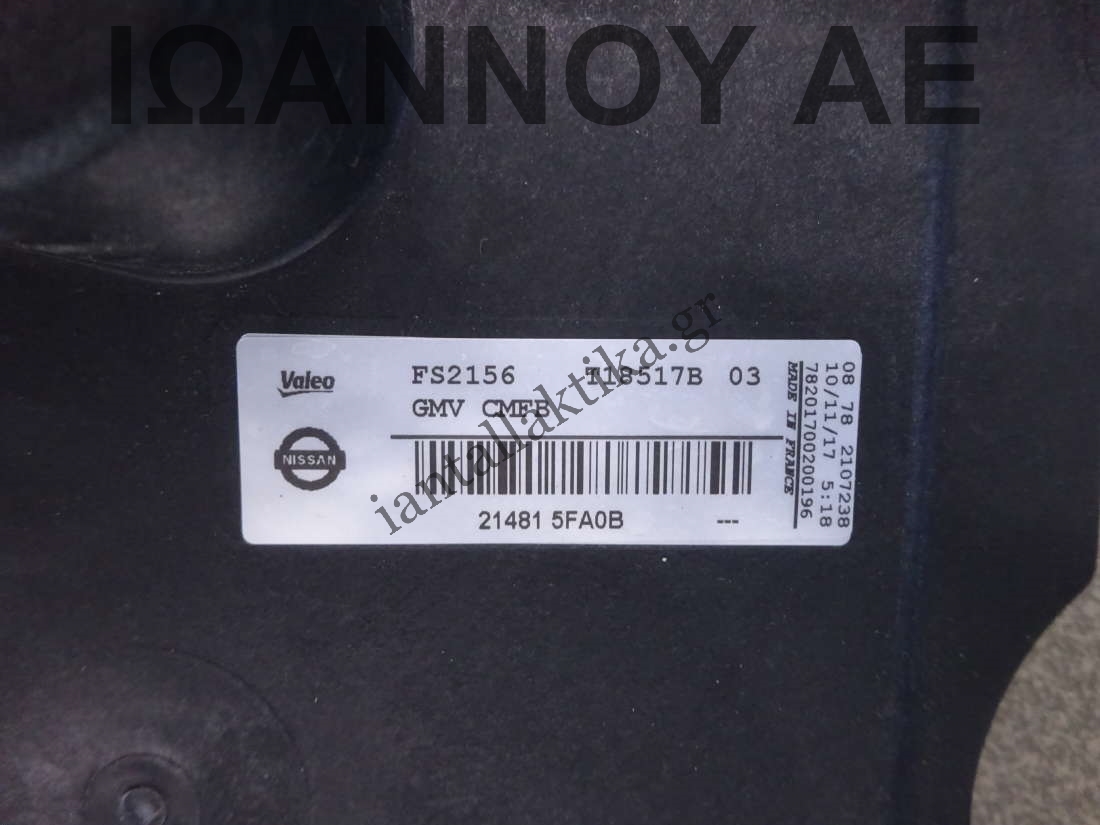 ΙΩΑΝΝΟΥ ΑΕ
Valeo
FS2156 T18517B 03
GMV CMFB
NISSAN
21481 5FA0B ---
MADE IN FRANCE
78201700200196
10/11/17 5:18
08 78 2107238
iantallaktika.gr